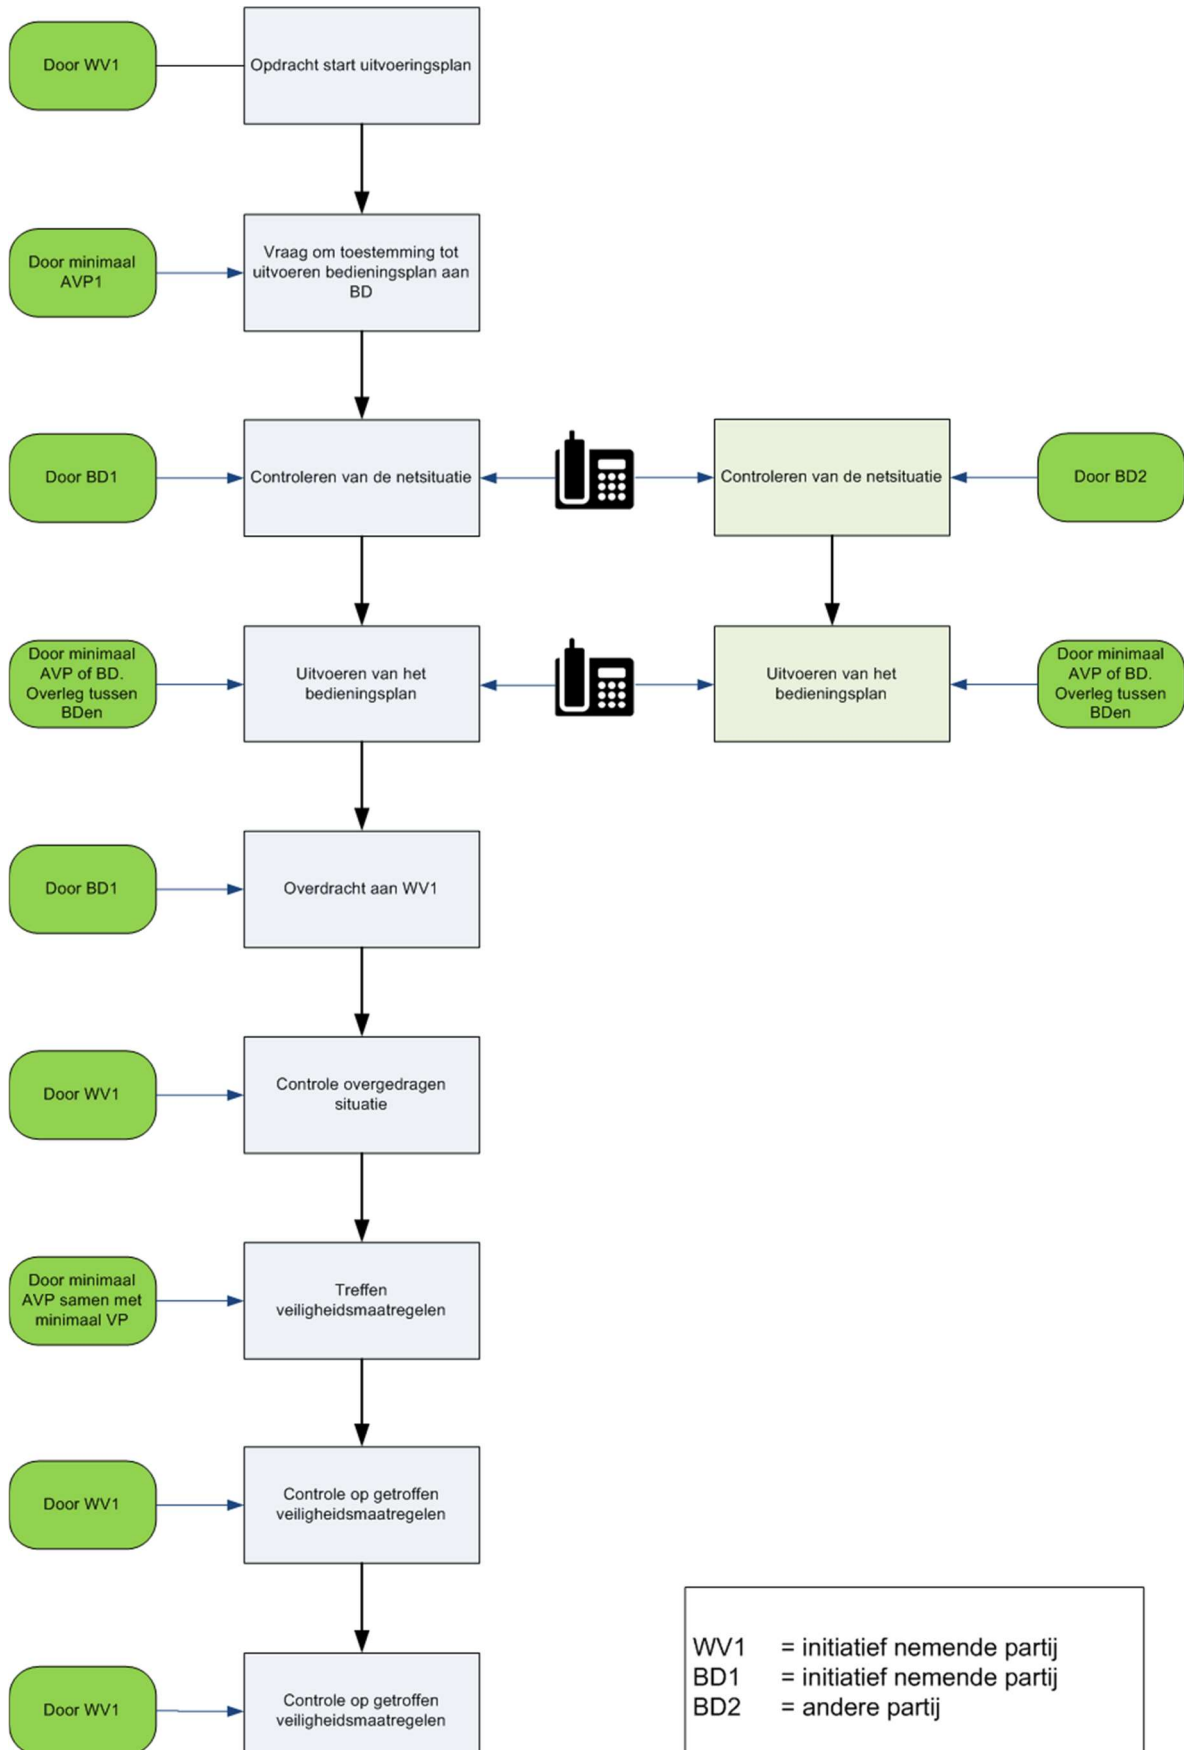 Door WV1
Opdracht start uitvoeringsplan
Door minimaal
AVP1
Vraag om toestemming tot
uitvoeren bedieningsplan aan
BD
Door BD1
Controleren van de netsituatie
Controleren van de netsituatie
Door BD2
Door minimaal
AVP of BD.
Overleg tussen
BDen
Uitvoeren van het
bedieningsplan
Uitvoeren van het
bedieningsplan
Door minimaal
AVP of BD.
Overleg tussen
BDen
Door BD1
Overdracht aan WV1
Door WV1
Controle overgedragen
situatie
Door minimaal
AVP samen met
minimaal VP
Treffen
veiligheidsmaatregelen
Door WV1
Controle op getroffen
veiligheidsmaatregelen
Door WV1
Controle op getroffen
veiligheidsmaatregelen
WV1 = initiatief nemende partij
BD1 = initiatief nemende partij
BD2 = andere partij